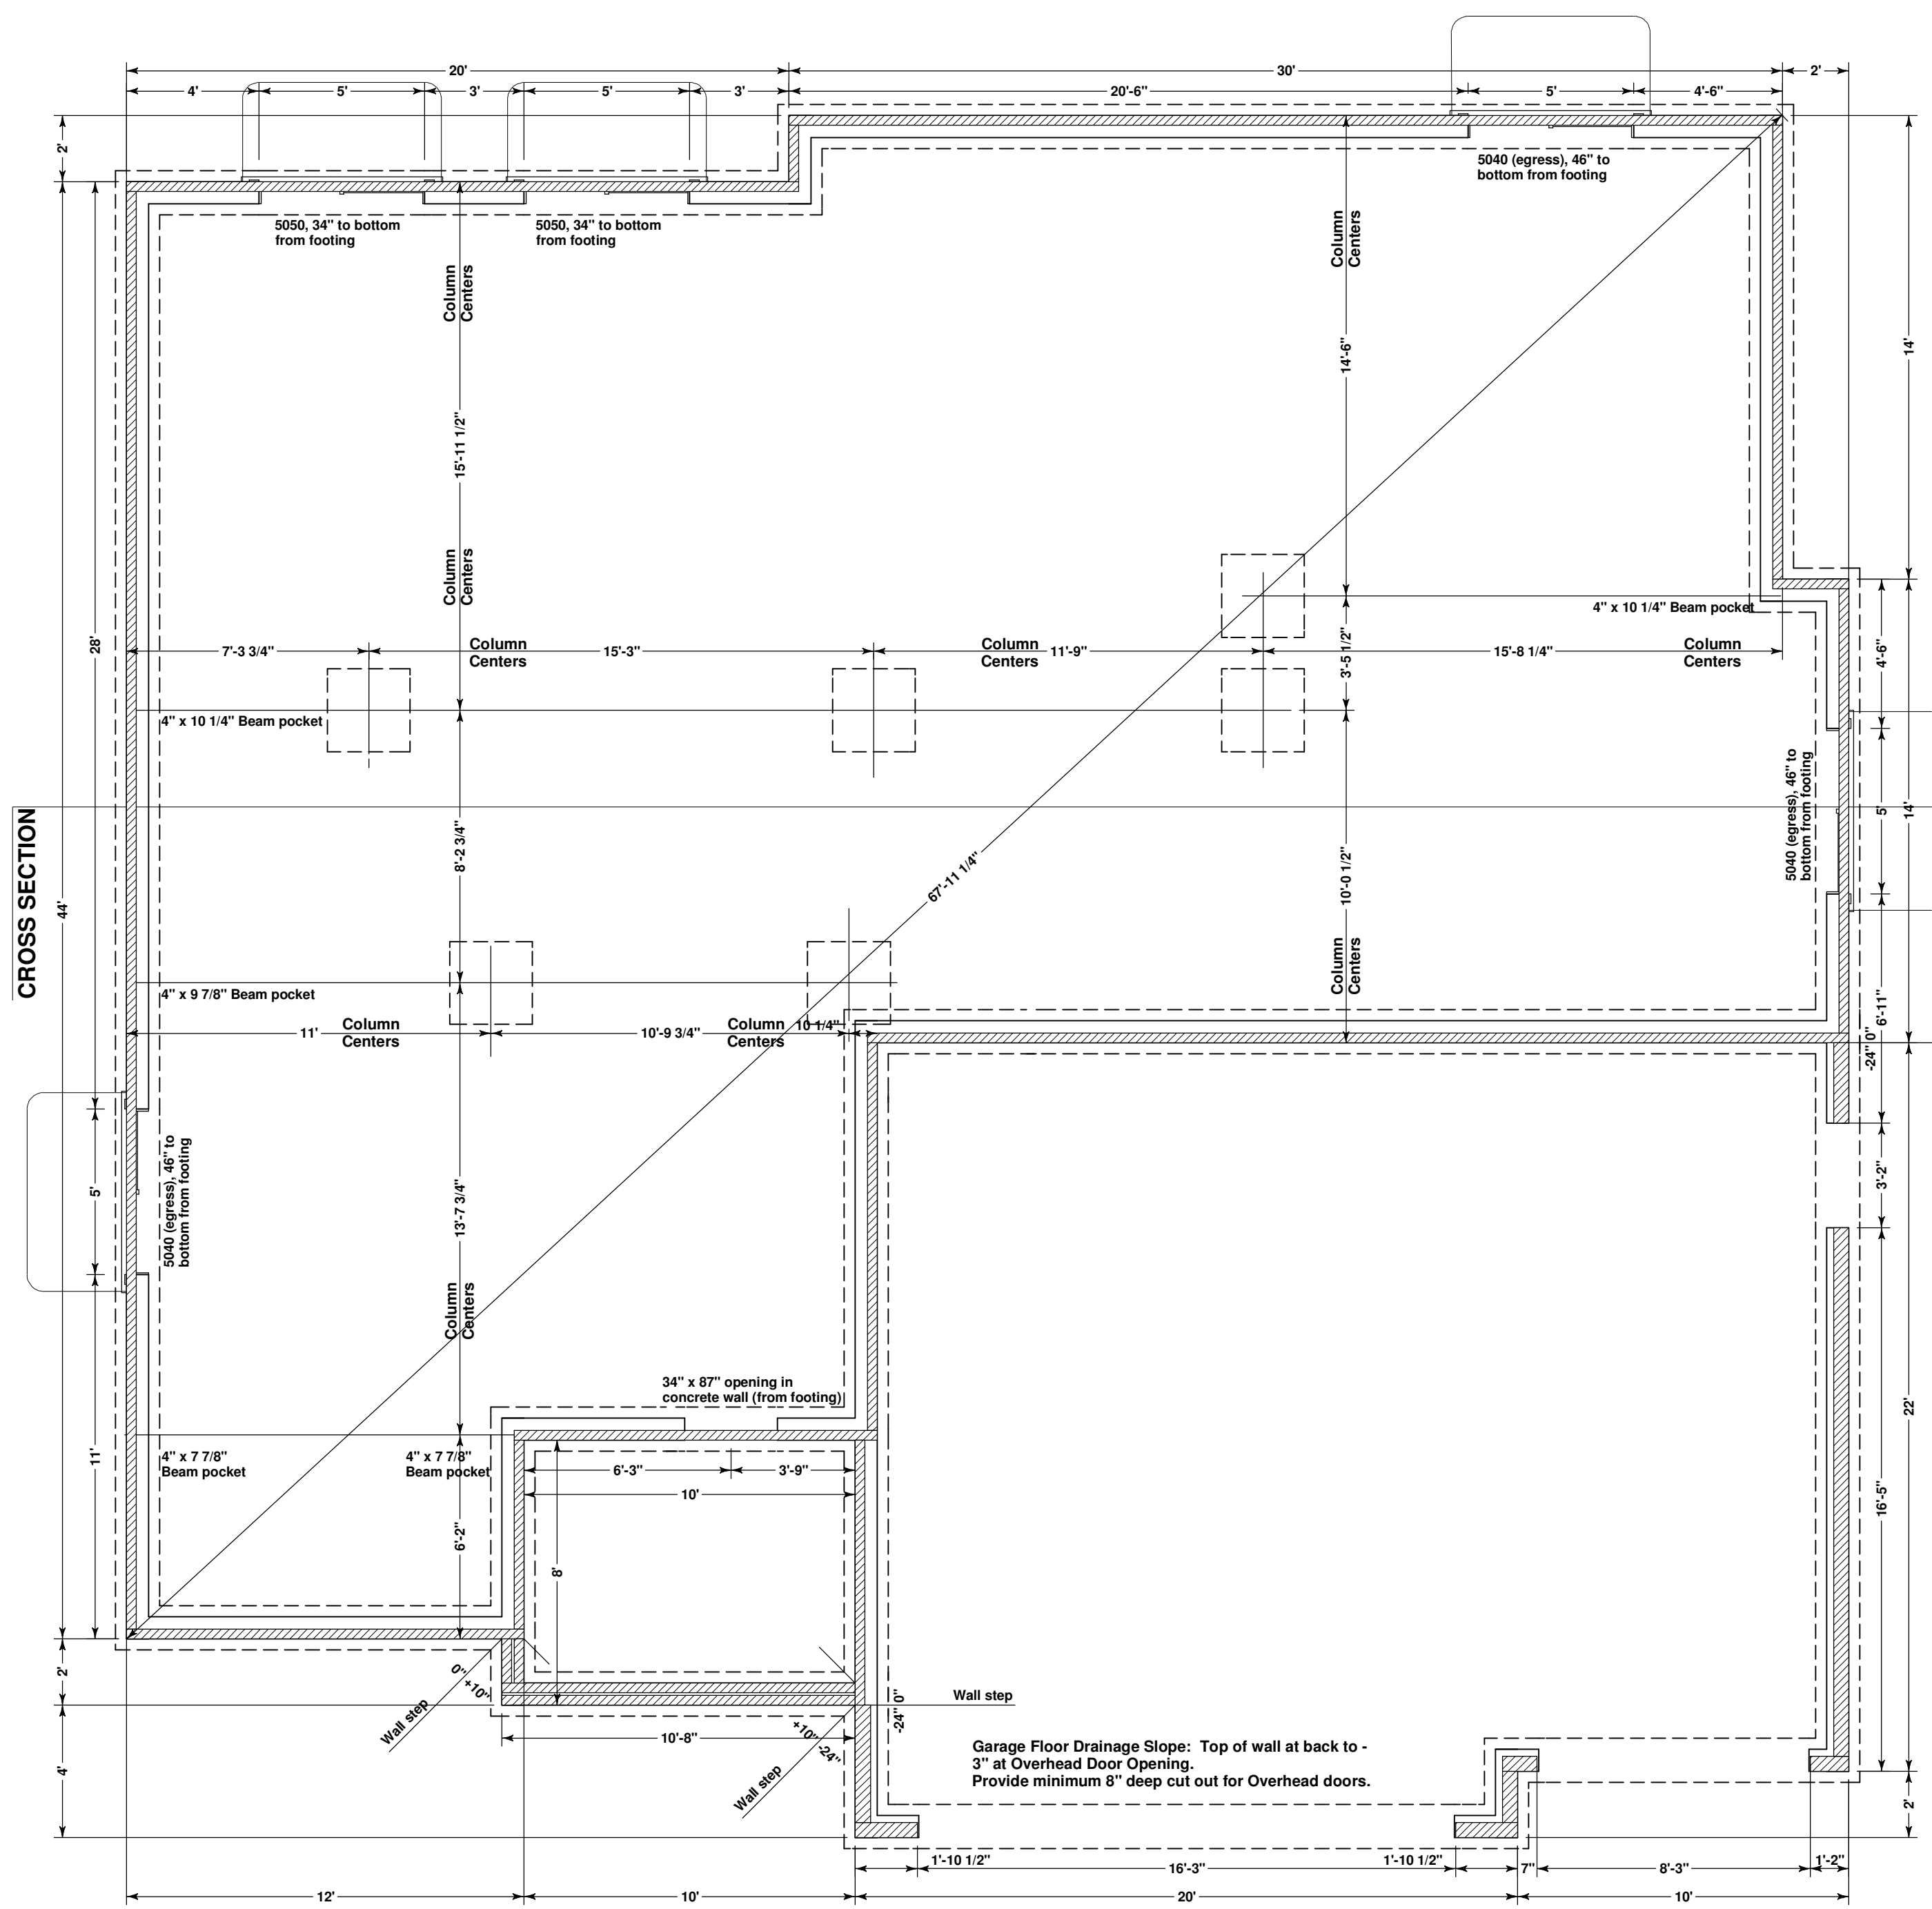 20'
30'
2'
4'
5'
3'
5'
3'
20'-6"
5'
4'-6"
2'
5040 (egress), 46" to
bottom from footing
5050, 34" to bottom
from footing
5050, 34" to bottom
from footing
Column
Centers
Column
Centers
14'-6"
14'
15'-11 1/2"
Column
Centers
4" x 10 1/4" Beam pocket
28'
7'-3 3/4"
Column
Centers
15'-3"
Column
Centers
11'-9"
3'-5 1/2"
15'-8 1/4"
Column
Centers
4'-6"
4" x 10 1/4" Beam pocket
CROSS SECTION
44'
8'-2 3/4"
67'-11 1/4"
10'-0 1/2"
5040 (egress), 46" to
bottom from footing
5'
14'
Column
Centers
4" x 9 7/8" Beam pocket
11'
Column
Centers
10'-9 3/4"
Column
Centers
10 1/4"
6'-11"
-24" 0"
5'
5040 (egress), 46" to
bottom from footing
13'-7 3/4"
3'-2"
Column
Centers
34" x 87" opening in
concrete wall (from footing)
22'
11'
4" x 7 7/8"
Beam pocket
4" x 7 7/8"
Beam pocket
6'-3"
3'-9"
10'
16'-5"
6'-2"
8'
2'
0" +10"
Wall step
Wall step
-24" 0"
10'-8"
+10" -24"
Wall step
4'
Garage Floor Drainage Slope: Top of wall at back to -
3" at Overhead Door Opening.
Provide minimum 8" deep cut out for Overhead doors.
2'
1'-10 1/2"
16'-3"
1'-10 1/2"
7"
8'-3"
1'-2"
12'
10'
20'
10'